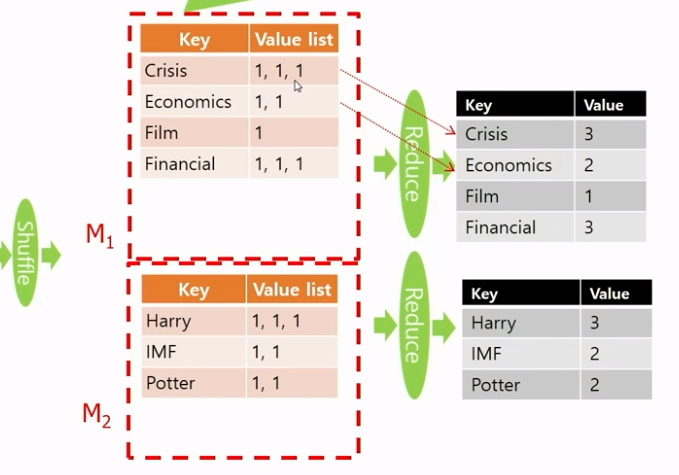 Shuffle
M1
Key Value list
Crisis 1, 1, 1
Economics 1, 1
Film 1
Financial 1, 1, 1
Reduce
Key Value
Crisis 3
Economics 2
Film 1
Financial 3
M2
Key Value list
Harry 1, 1, 1
IMF 1, 1
Potter 1, 1
Reduce
Key Value
Harry 3
IMF 2
Potter 2